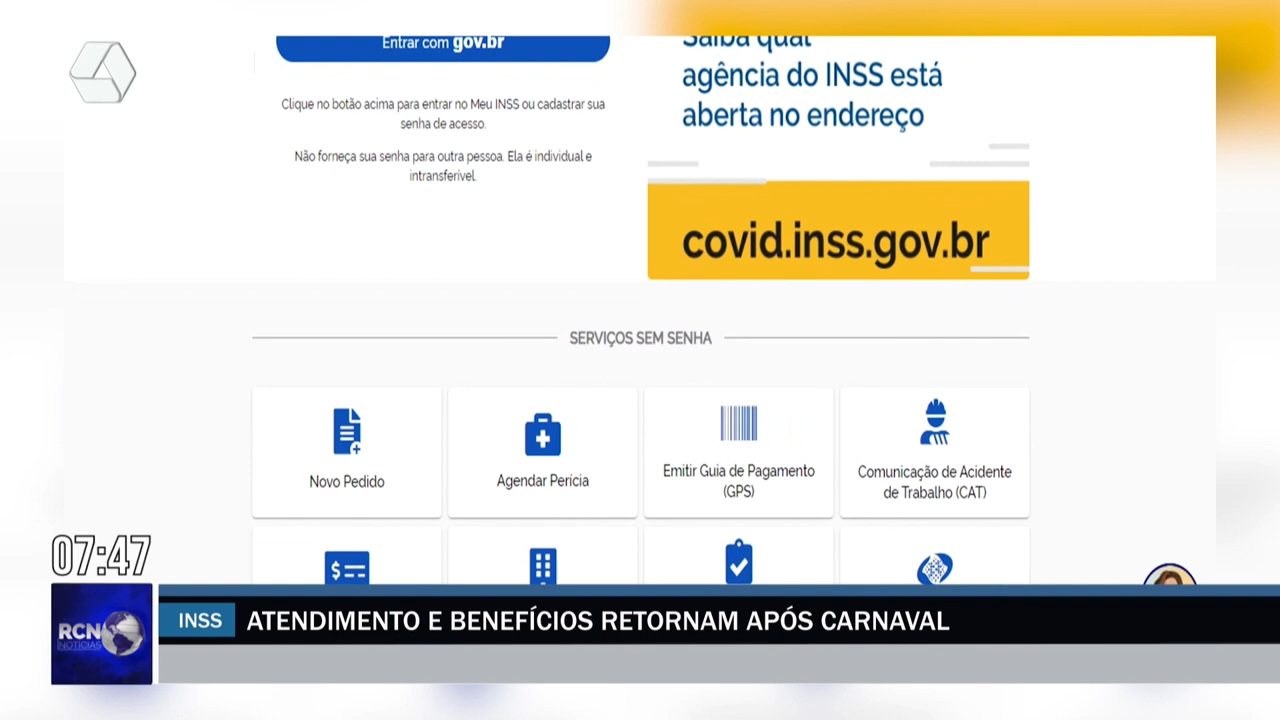 Entrar com gov.br
Clique no botão acima para entrar no Meu INSS ou cadastrar sua
senha de acesso.
Não forneça sua senha para outra pessoa. Ela é individual e
intransferível.
Saiba qual
agência do INSS está
aberta no endereço
covid.inss.gov.br
SERVIÇOS SEM SENHA
Novo Pedido
Agendar Perícia
Emitir Guia de Pagamento
(GPS)
Comunicação de Acidente
de Trabalho (CAT)
07:47
RCN
NOTÍCIAS
INSS
ATENDIMENTO E BENEFÍCIOS RETORNAM APÓS CARNAVAL